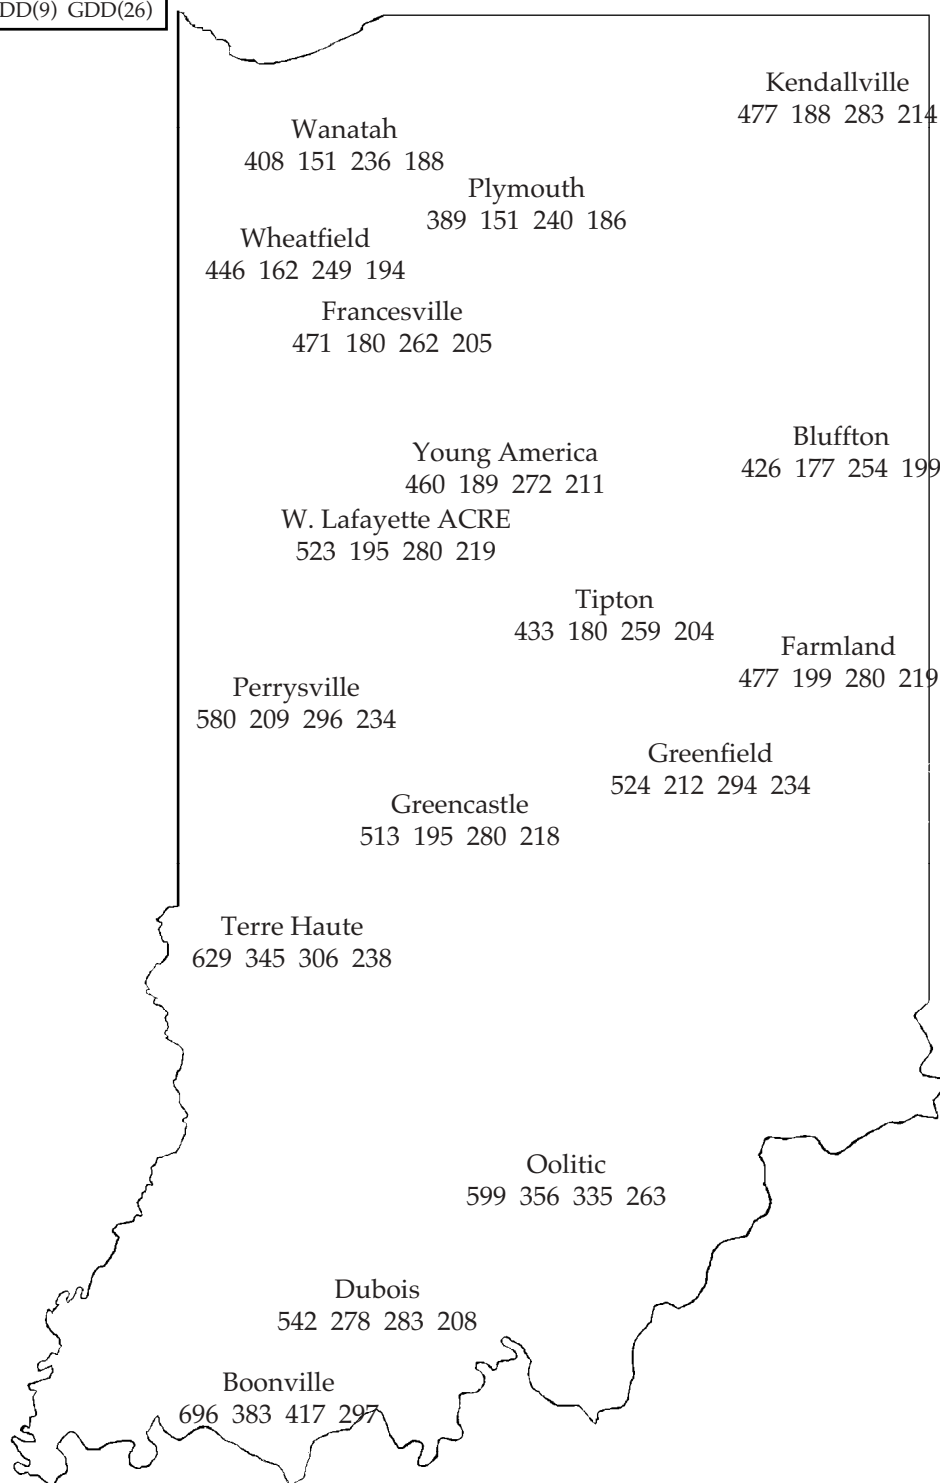 GDD(26)
Kendallville
477 188 283 214
Wanatah
408 151 236 188
Plymouth
389 151 240 186
Wheatfield
446 162 249 194
Francesville
471 180 262 205
Bluffton
426 177 254 199
Young America
460 189 272 211
W. Lafayette ACRE
523 195 280 219
Tipton
433 180 259 204
Farmland
477 199 280 219
Perrysville
580 209 296 234
Greenfield
524 212 294 234
Greencastle
513 195 280 218
Terre Haute
629 345 306 238
Oolitic
599 356 335 263
Dubois
542 278 283 208
Boonville
696 383 417 297